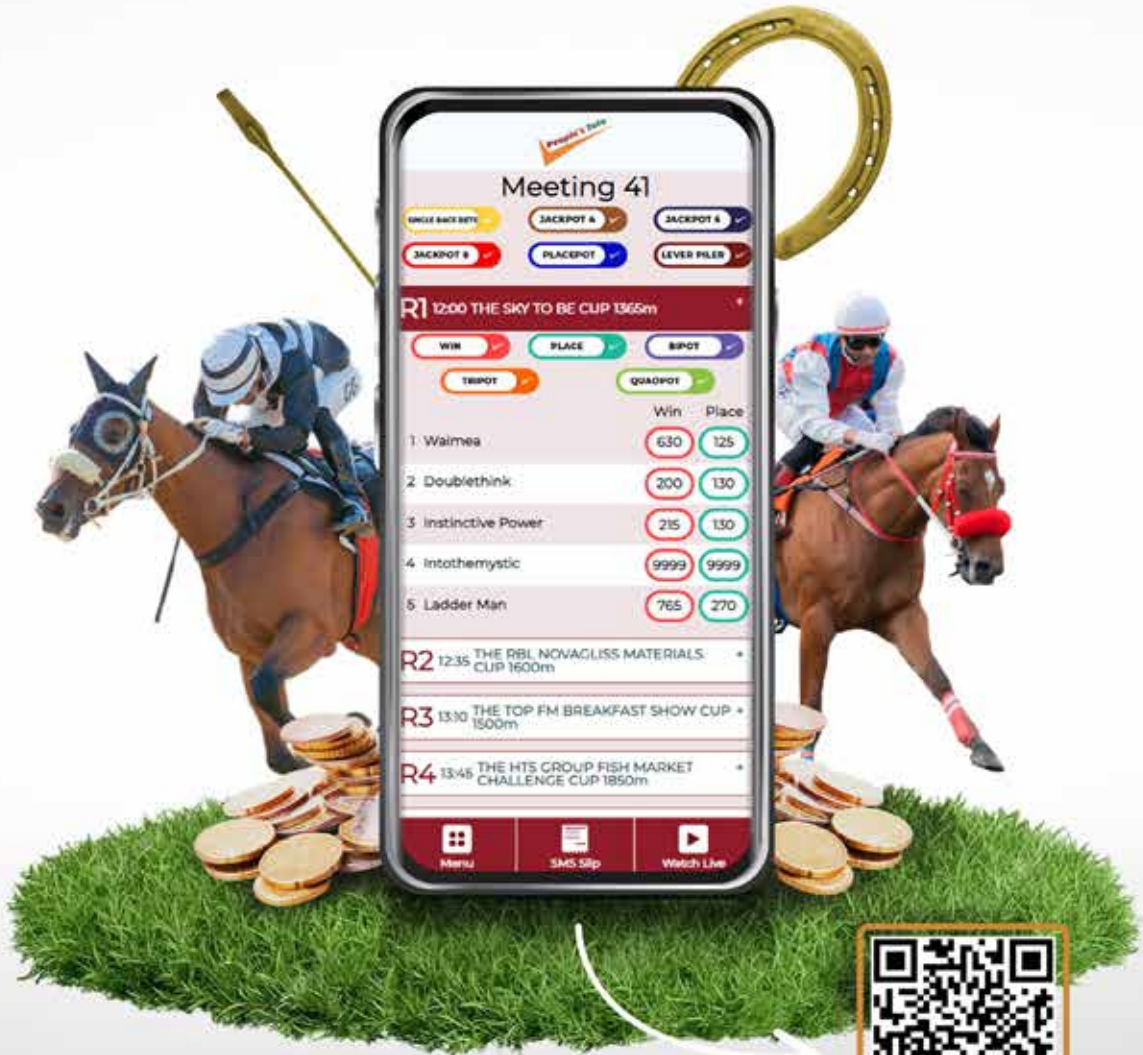 People's Toto
Meeting 41
SINGLE RACE BETS
JACKPOT 4
JACKPOT 6
JACKPOT 8
PLACEPOT
LEVER PILER
R1 12:00 THE SKY TO BE CUP 1365m +
WIN
PLACE
BIPOT
TRIPOT
QUADPOT
Win Place
1 Waimea 630 125
2 Doublethink 200 130
3 Instinctive Power 215 130
4 Intothemystic 9999 9999
5 Ladder Man 765 270
R2 12:35 THE RBL NOVAGLISS MATERIALS +
CUP 1600m
R3 13:10 THE TOP FM BREAKFAST SHOW CUP +
1500m
R4 13:45 THE HTS GROUP FISH MARKET +
CHALLENGE CUP 1850m
Menu
SMS Slip
Watch Live